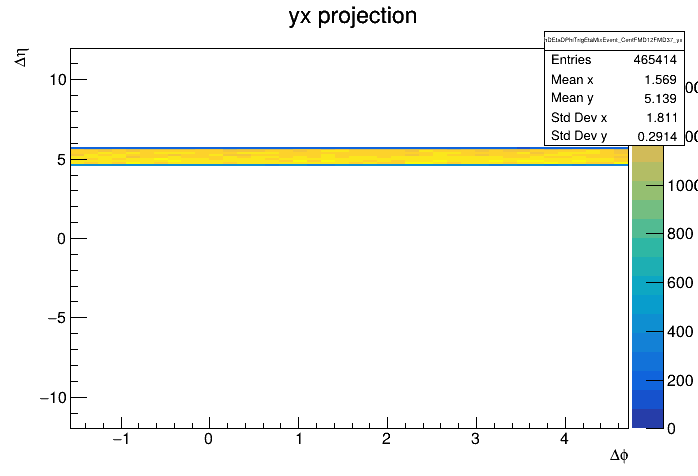 yx projection
Δη
Entries 465414
Mean x 1.569
Mean y 5.139
Std Dev x 1.811
Std Dev y 0.2914
10
5
0
−5
−10
−1
0
1
2
3
4
Δϕ
1000
800
600
400
200
0